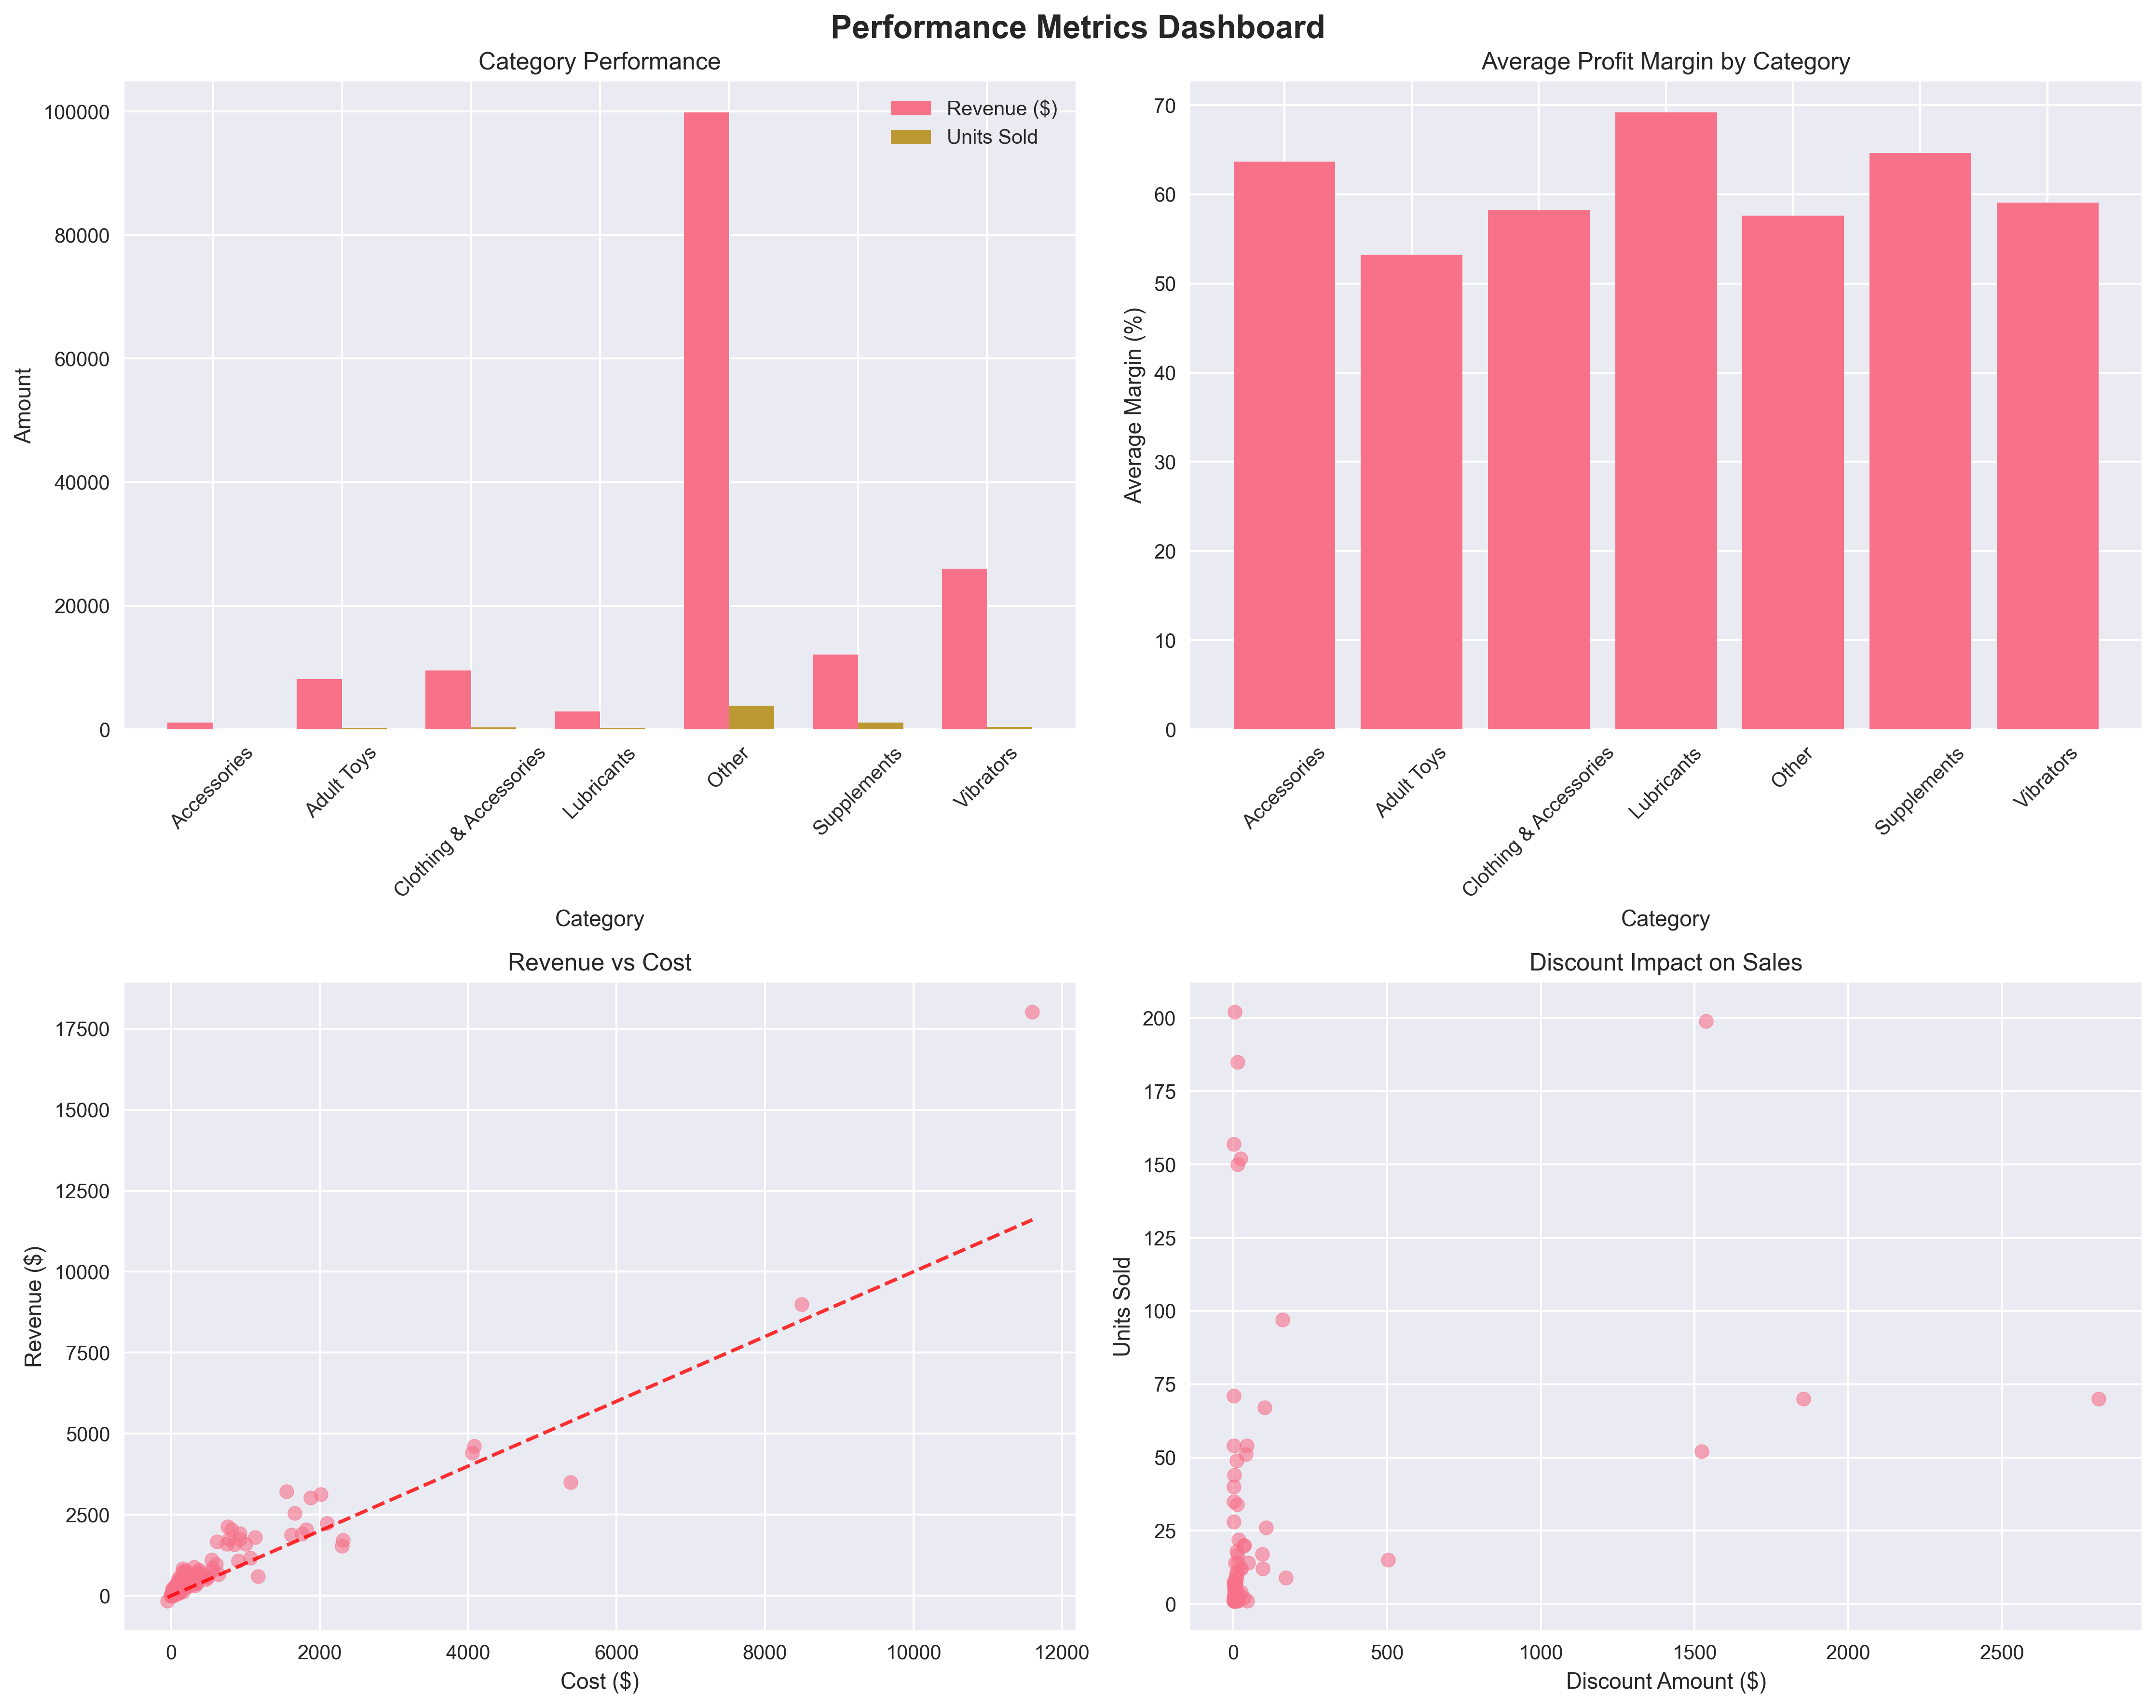 Performance Metrics Dashboard
Category Performance
Revenue ($)
Units Sold
100000
80000
60000
40000
20000
0
Amount
Accessories
Adult Toys
Clothing & Accessories
Lubricants
Other
Supplements
Vibrators
Category
Average Profit Margin by Category
70
60
50
40
30
20
10
0
Average Margin (%)
Accessories
Adult Toys
Clothing & Accessories
Lubricants
Other
Supplements
Vibrators
Category
Revenue vs Cost
17500
15000
12500
10000
7500
5000
2500
0
Revenue ($)
0 2000 4000 6000 8000 10000 12000
Cost ($)
Discount Impact on Sales
200
175
150
125
100
75
50
25
0
Units Sold
0 500 1000 1500 2000 2500
Discount Amount ($)